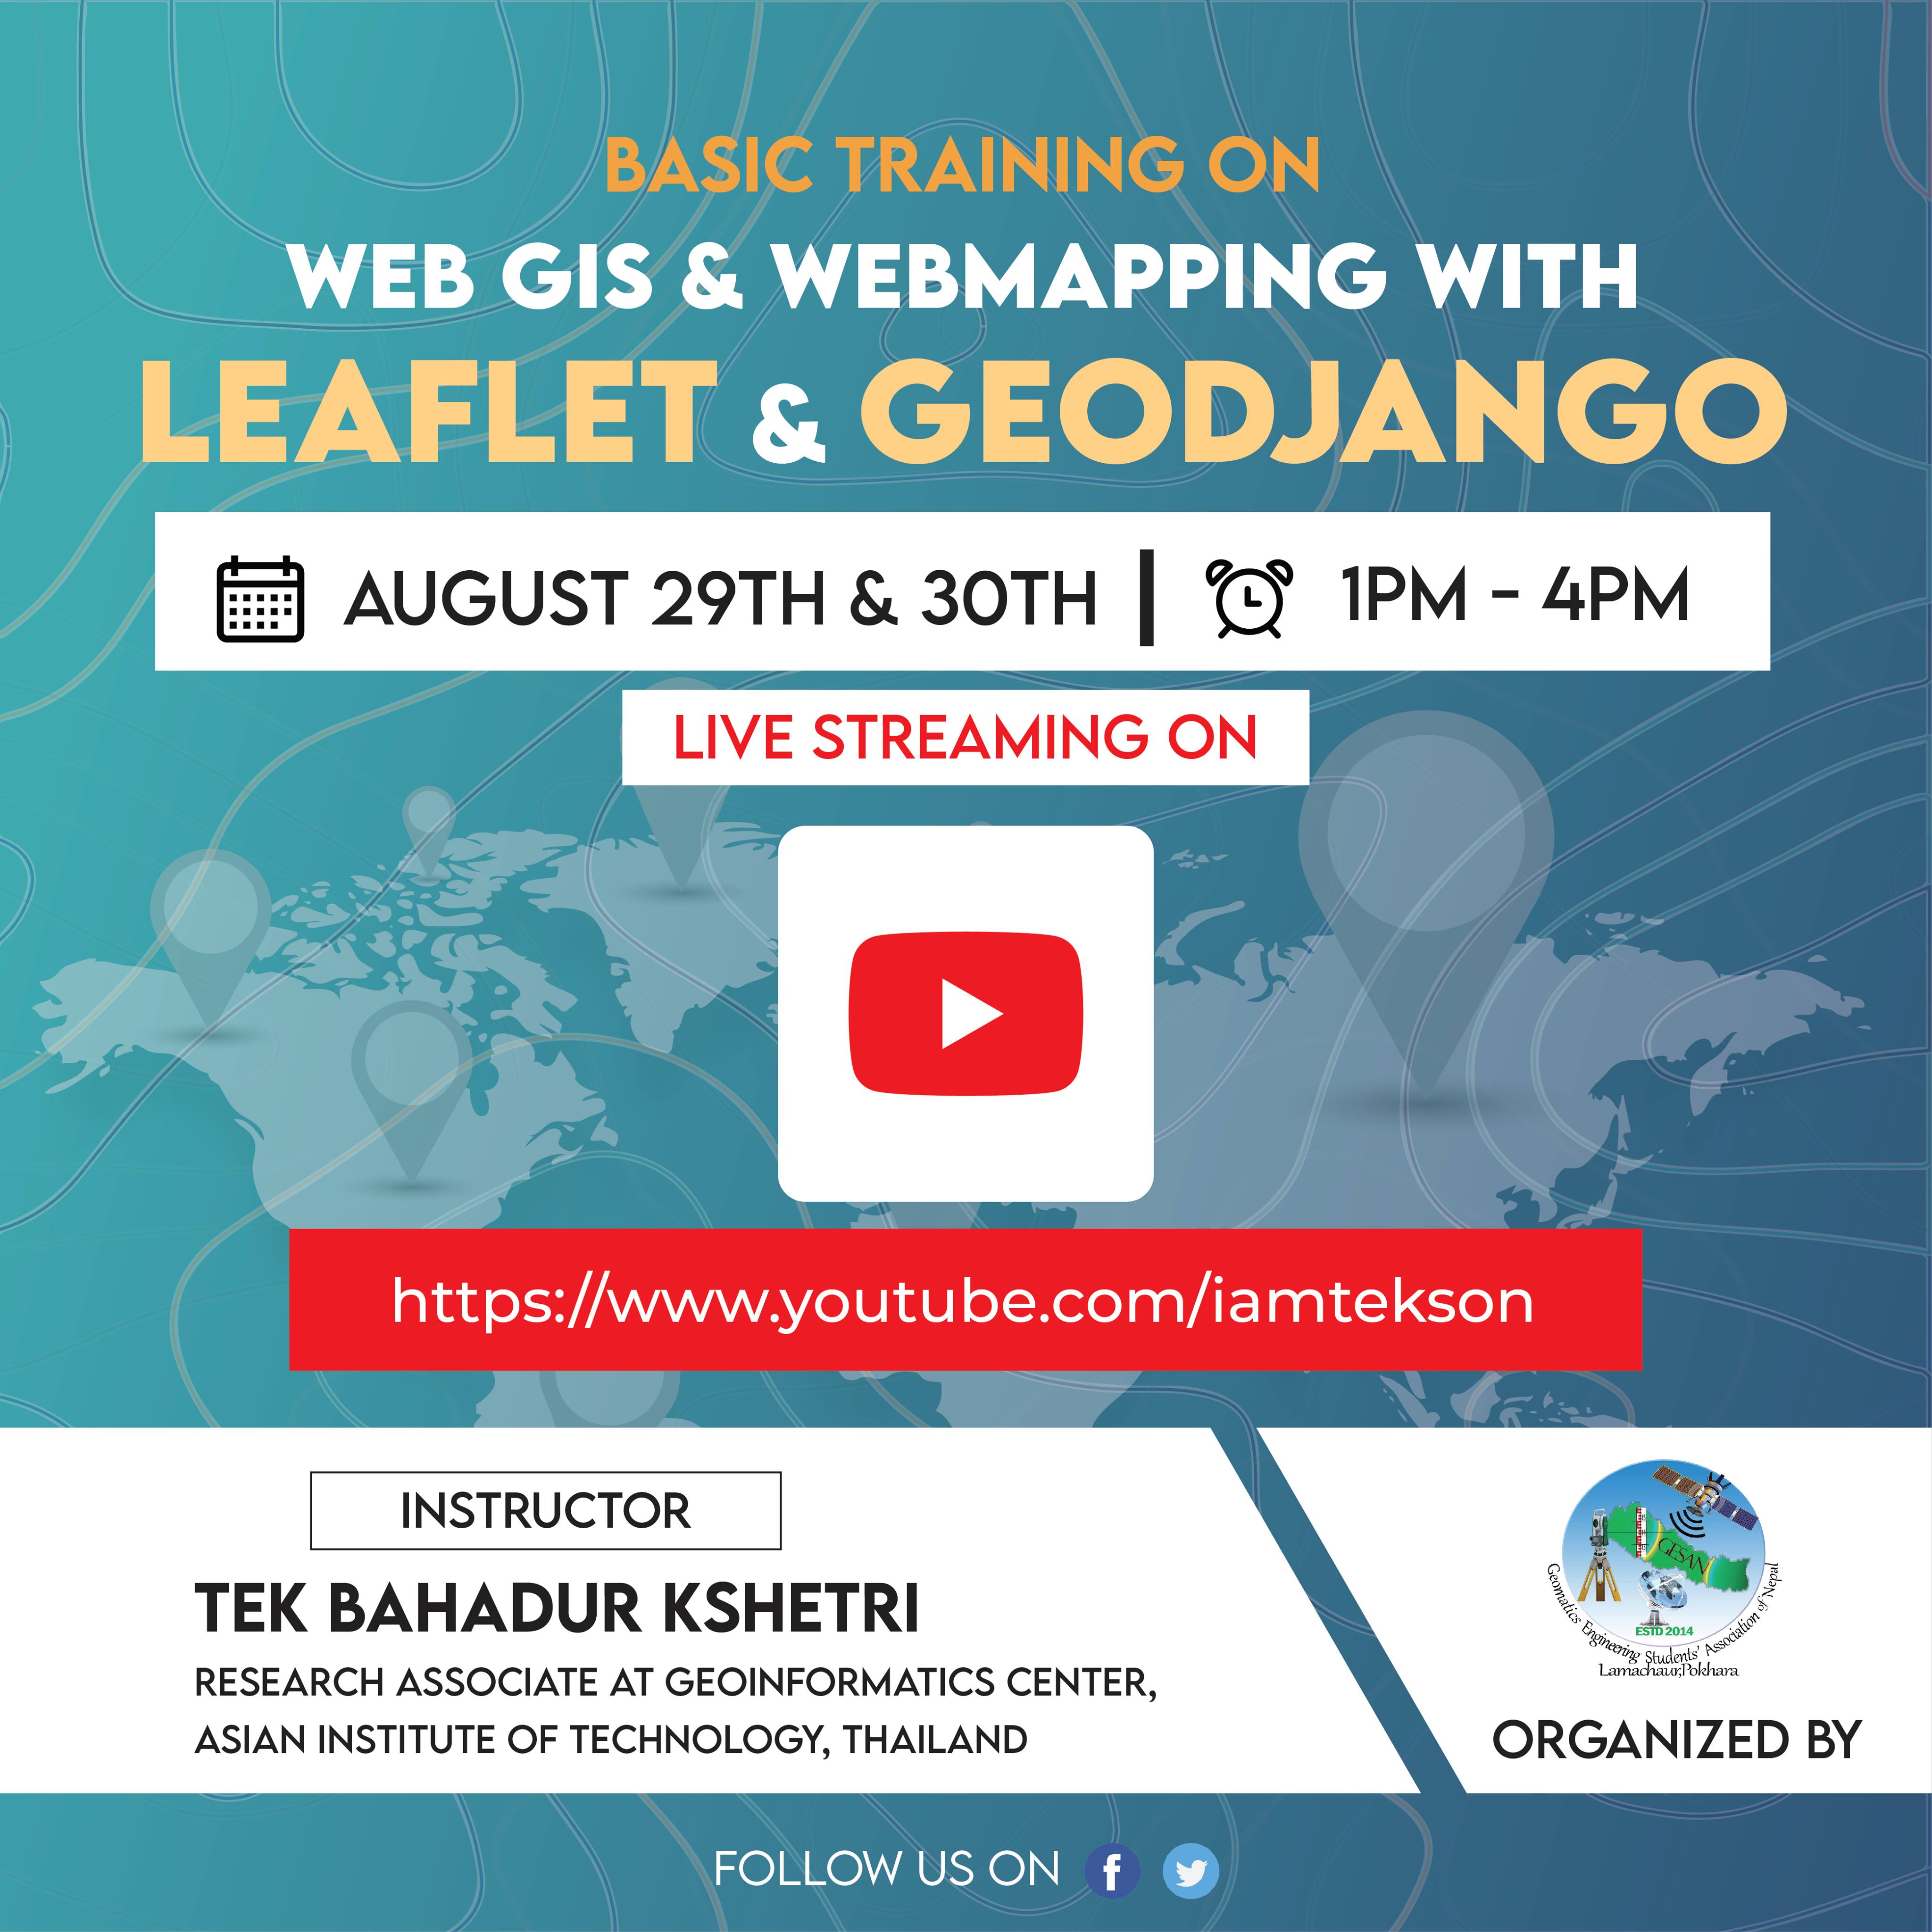 BASIC TRAINING ON
WEB GIS & WEBMAPPING WITH
LEAFLET & GEODJANGO
AUGUST 29TH & 30TH | 1PM - 4PM
LIVE STREAMING ON
https://www.youtube.com/iamtekson
INSTRUCTOR
TEK BAHADUR KSHETRI
RESEARCH ASSOCIATE AT GEOINFORMATICS CENTER,
ASIAN INSTITUTE OF TECHNOLOGY, THAILAND
GESAN
ESTD 2014
Geomatics Engineering Students' Association of Nepal
Lamachaur,Pokhara
ORGANIZED BY
FOLLOW US ON